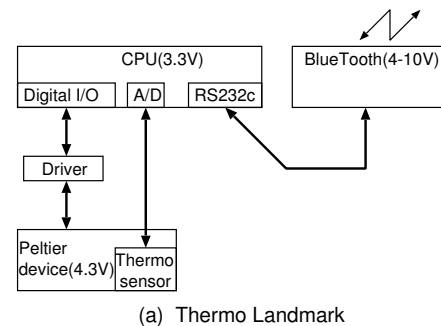 CPU(3.3V)
BlueTooth(4-10V)
Digital I/O
A/D
RS232c
Driver
Peltier
device(4.3V)
Thermo
sensor
(a) Thermo Landmark